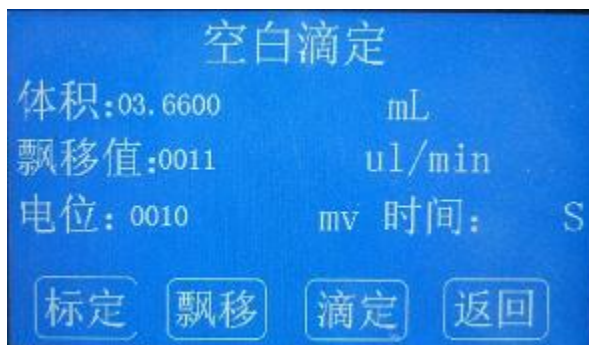 空白滴定
体积:03.6600 mL
飘移值:0011 ul/min
电位: 0010 mv 时间: S
标定 飘移 滴定 返回